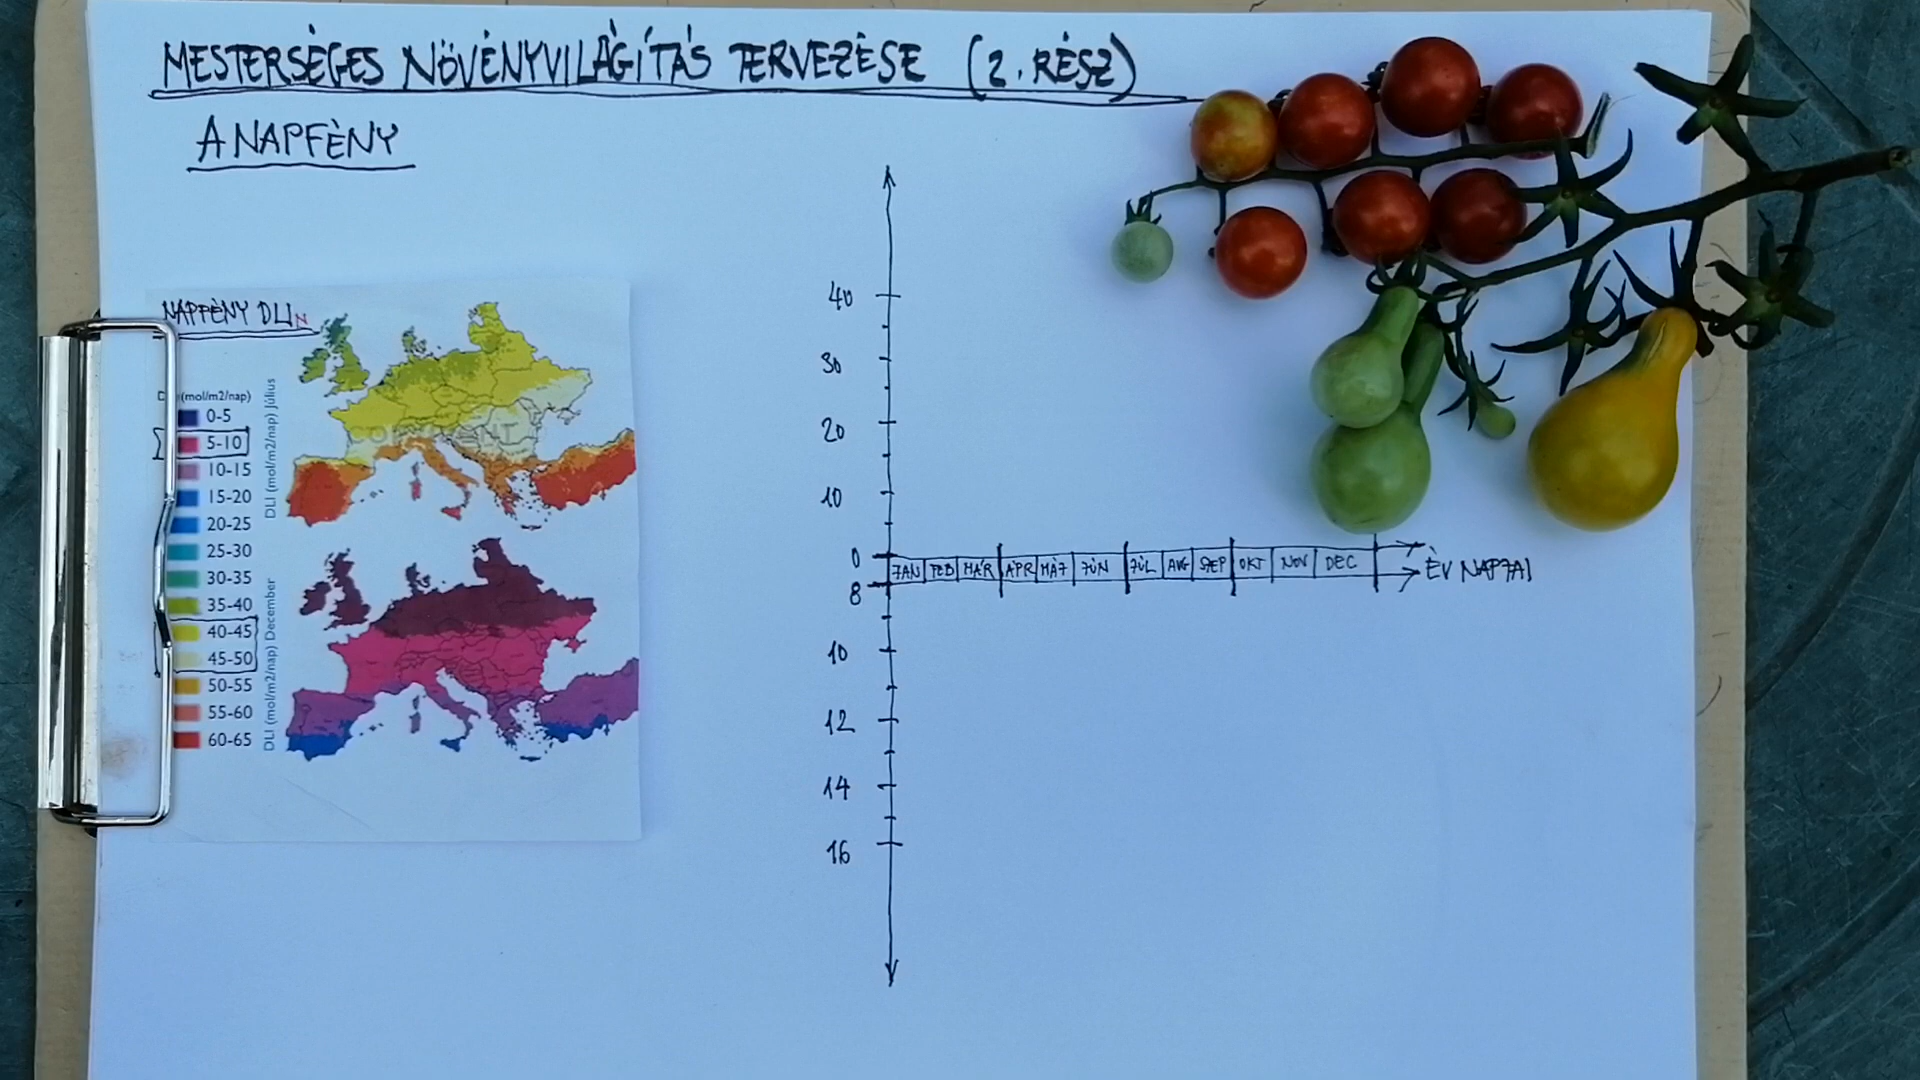 MESTERSÉGES NÖVÉNYVILÁGÍTÁS TERVEZÉSE (2. RÉSZ)
A NAPFÉNY
NAPFÉNY DLIN
(mol/m2/nap)
0-5
5-10
10-15
15-20
20-25
25-30
30-35
35-40
40-45
45-50
50-55
55-60
60-65
DLI (mol/m2/nap) Július
DLI (mol/m2/nap) December
40
30
20
10
0
JAN FEB MÁR ÁPR MÁJ JÚN JÚL AUG SZEP OKT NOV DEC
ÉV NAPJAI
8
10
12
14
16